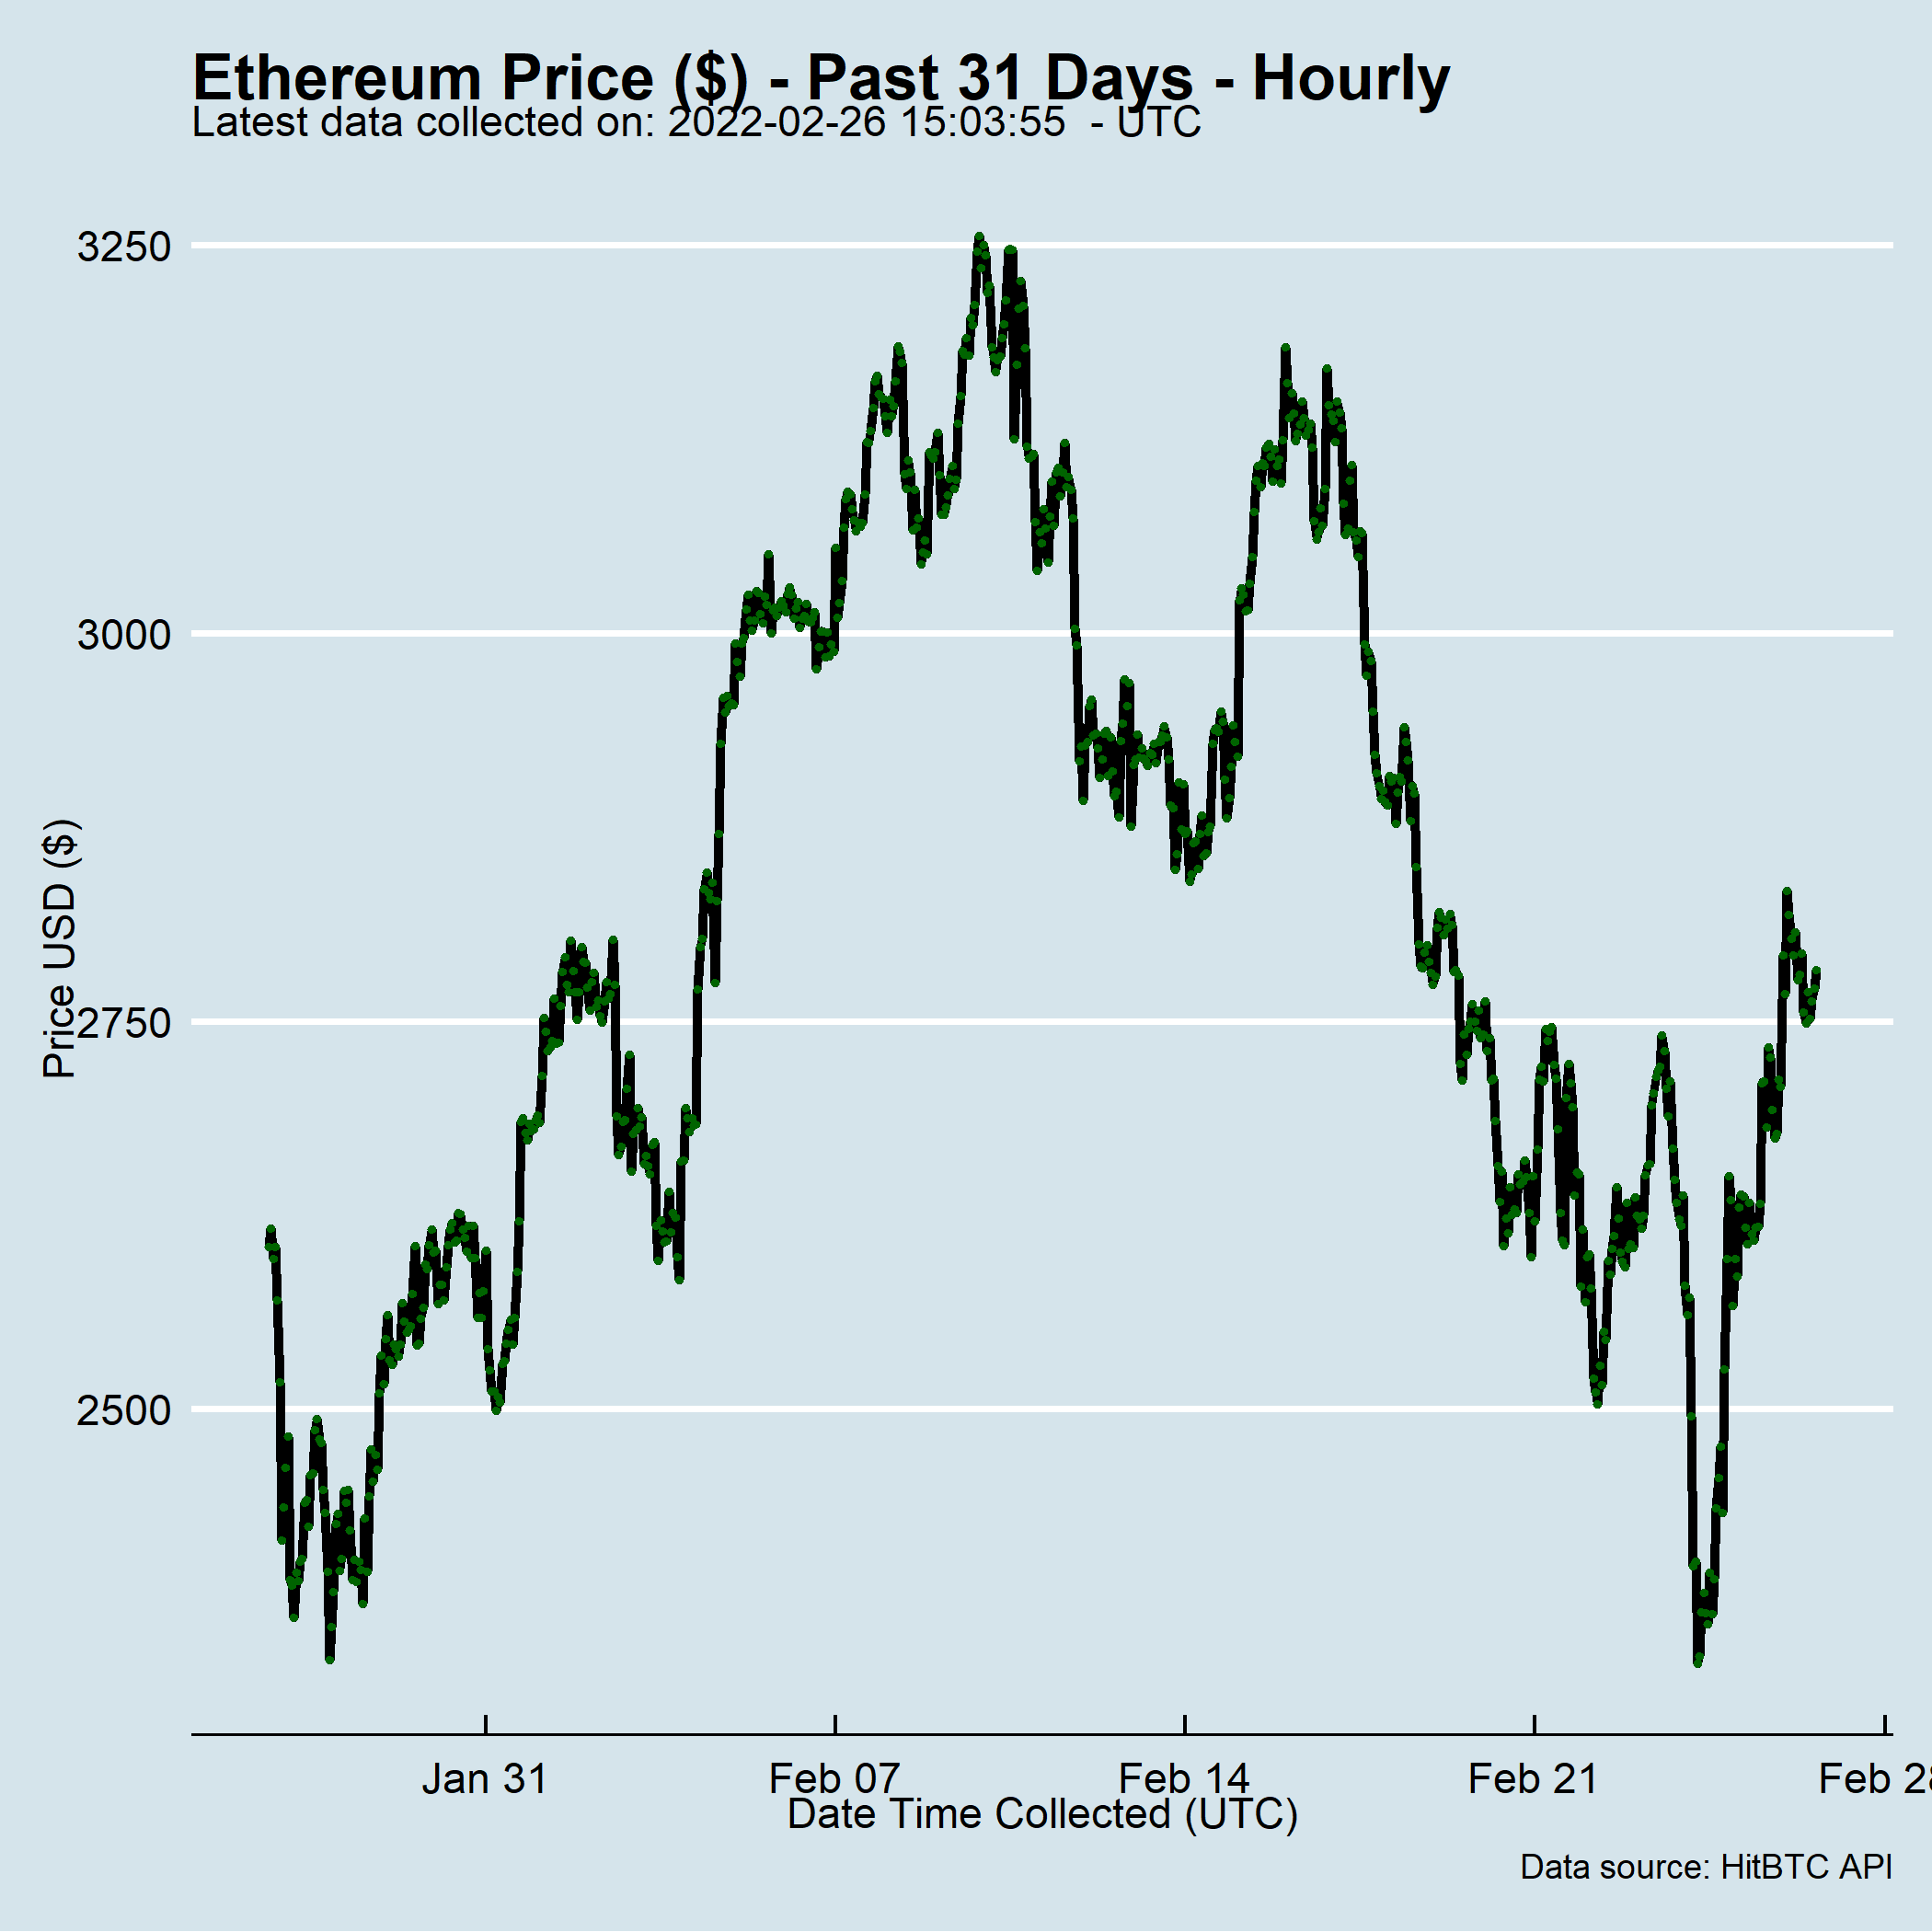 Ethereum Price ($) - Past 31 Days - Hourly
Latest data collected on: 2022-02-26 15:03:55  - UTC
3250
3000
2750
2500
Price USD ($)
Jan 31 Feb 07 Feb 14 Feb 21 Feb 28
Date Time Collected (UTC)
Data source: HitBTC API